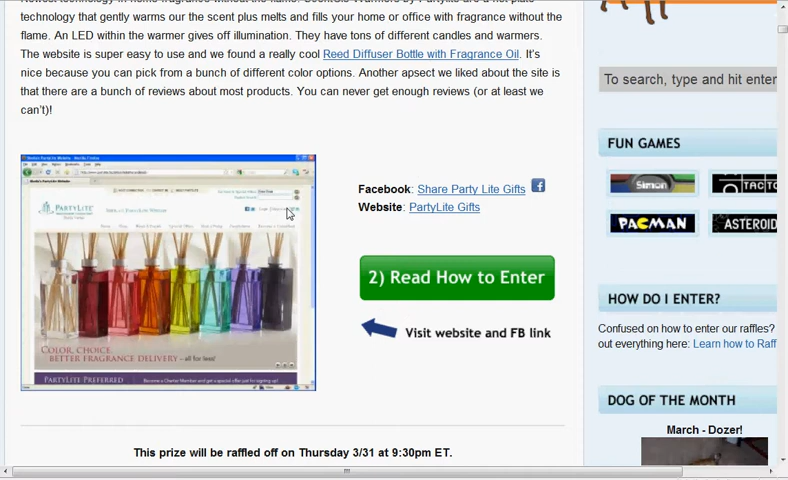 technology that gently warms our the scent plus melts and fills your home or office with fragrance without the
flame. An LED within the warmer gives off illumination. They have tons of different candles and warmers.
The website is super easy to use and we found a really cool Reed Diffuser Bottle with Fragrance Oil. It's
nice because you can pick from a bunch of different color options. Another apsect we liked about the site is
that there are a bunch of reviews about most products. You can never get enough reviews (or at least we
can't)!
PARTYLITE
COLOR CHOICE
BETTER FRAGRANCE DELIVERY – all for less!
PARTYLITE PREFERRED
Facebook: Share Party Lite Gifts
Website: PartyLite Gifts
2) Read How to Enter
Visit website and FB link
This prize will be raffled off on Thursday 3/31 at 9:30pm ET.
To search, type and hit enter
FUN GAMES
Simon
TACTO
PACMAN
ASTEROID
HOW DO I ENTER?
Confused on how to enter our raffles?
out everything here: Learn how to Raff
DOG OF THE MONTH
March - Dozer!